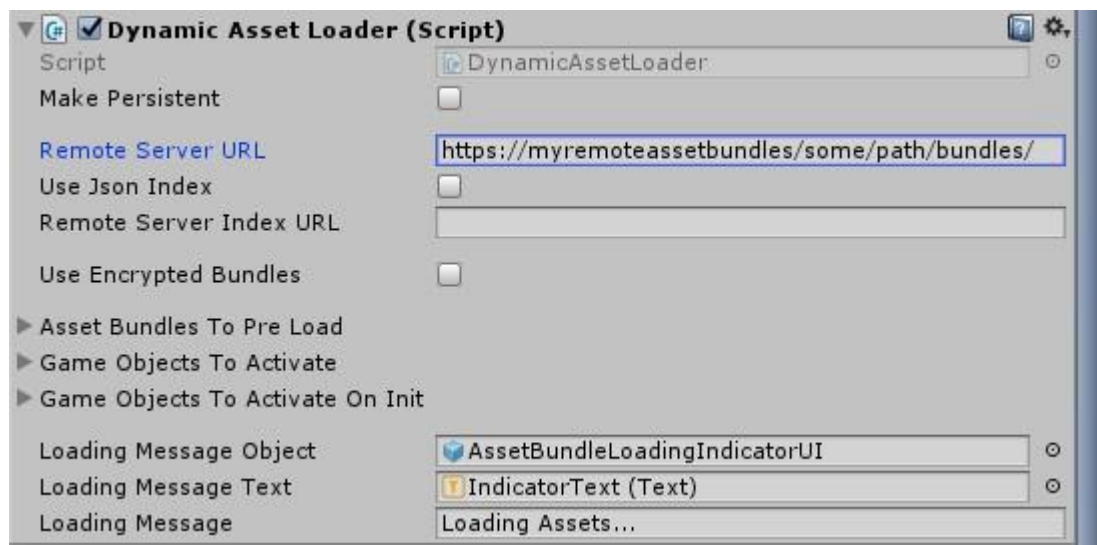 Dynamic Asset Loader (Script)
Script DynamicAssetLoader
Make Persistent
Remote Server URL https://myremoteassetbundles/some/path/bundles/
Use Json Index
Remote Server Index URL
Use Encrypted Bundles
Asset Bundles To Pre Load
Game Objects To Activate
Game Objects To Activate On Init
Loading Message Object AssetBundleLoadingIndicatorUI
Loading Message Text IndicatorText (Text)
Loading Message Loading Assets...